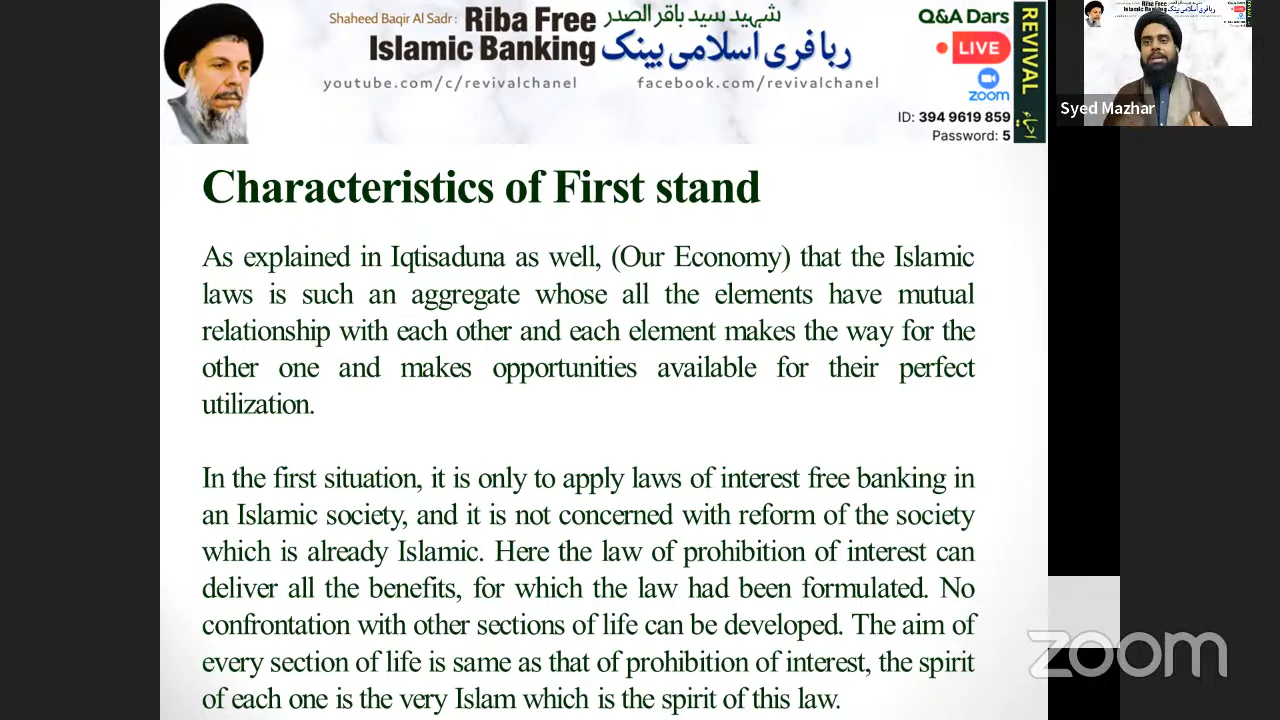 Shaheed Baqir Al Sadr :
Riba Free
Islamic Banking
شہید سید باقر الصدر
ربا فری اسلامی بینک
youtube.com/c/revivalchanel
facebook.com/revivalchanel
Q&A Dars
LIVE
zoom
ID: 394 9619 859
Password: 5
REVIVAL
احیاء
Syed Mazhar
Characteristics of First stand
As explained in Iqtisaduna as well, (Our Economy) that the Islamic
laws is such an aggregate whose all the elements have mutual
relationship with each other and each element makes the way for the
other one and makes opportunities available for their perfect
utilization.
In the first situation, it is only to apply laws of interest free banking in
an Islamic society, and it is not concerned with reform of the society
which is already Islamic. Here the law of prohibition of interest can
deliver all the benefits, for which the law had been formulated. No
confrontation with other sections of life can be developed. The aim of
every section of life is same as that of prohibition of interest, the spirit
of each one is the very Islam which is the spirit of this law.
zoom